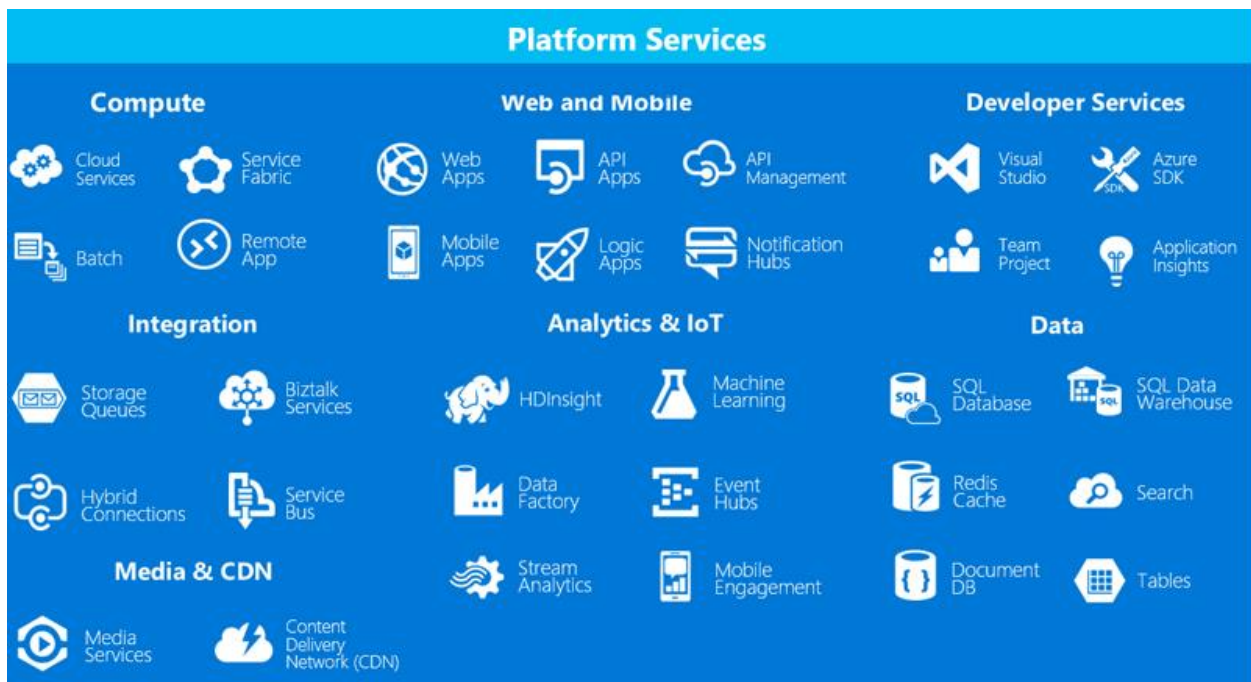 Platform Services
Compute
Cloud
Services
Service
Fabric
Batch
Remote
App
Web and Mobile
Web
Apps
API
Apps
API
Management
Mobile
Apps
Logic
Apps
Notification
Hubs
Developer Services
Visual
Studio
Azure
SDK
SDK
Team
Project
Application
Insights
Integration
Storage
Queues
Biztalk
Services
Hybrid
Connections
Service
Bus
Analytics & IoT
HDInsight
Machine
Learning
Data
Factory
Event
Hubs
Stream
Analytics
Mobile
Engagement
Data
SQL
SQL
Database
SQL
SQL Data
Warehouse
Redis
Cache
Search
{ }
Document
DB
Tables
Media & CDN
Media
Services
Content
Delivery
Network (CDN)